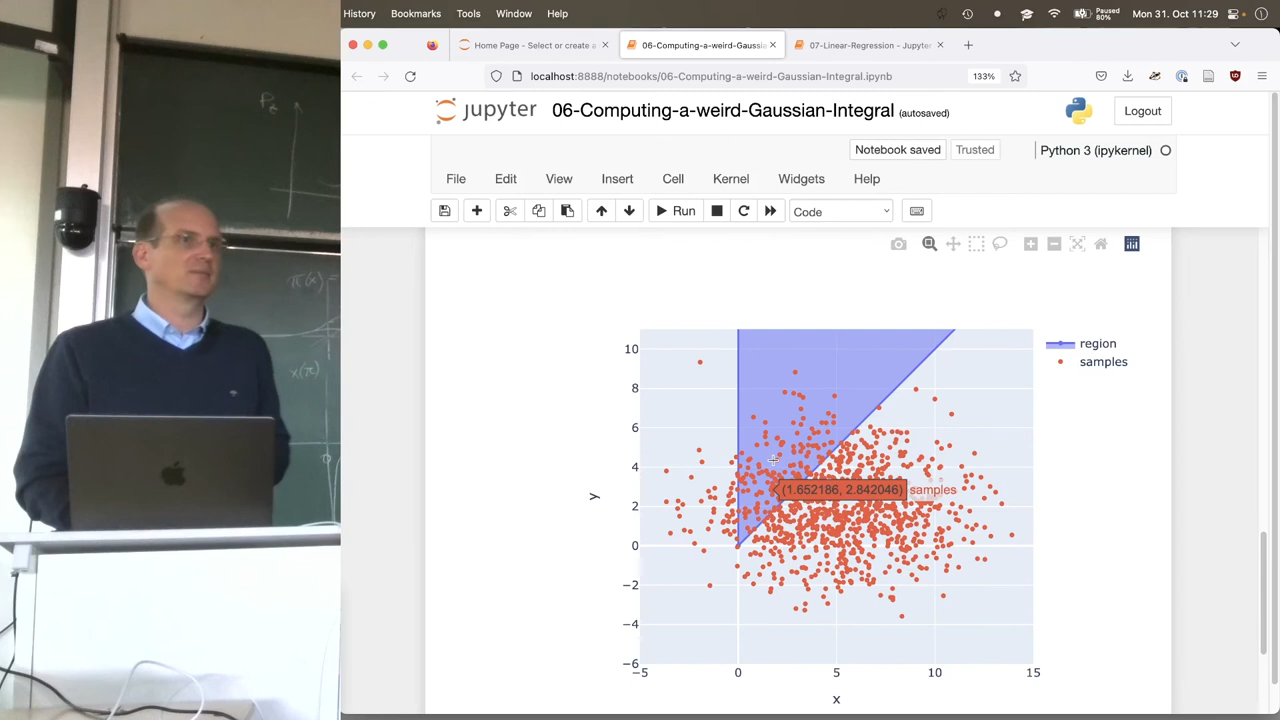 History Bookmarks Tools Window Help Paused 80% Mon 31. Oct 11:29
Home Page - Select or create a 06-Computing-a-weird-Gaussia 07-Linear-Regression - Jupyter
localhost:8888/notebooks/06-Computing-a-weird-Gaussian-Integral.ipynb 133%
jupyter 06-Computing-a-weird-Gaussian-Integral (autosaved) Logout
Notebook saved Trusted Python 3 (ipykernel)
File Edit View Insert Cell Kernel Widgets Help
Run Code
region
samples
10
8
6
4
(1.652186, 2.842046) samples
2
y
0
−2
−4
−6
−5 0 5 10 15
x
π(x) =
x(π)